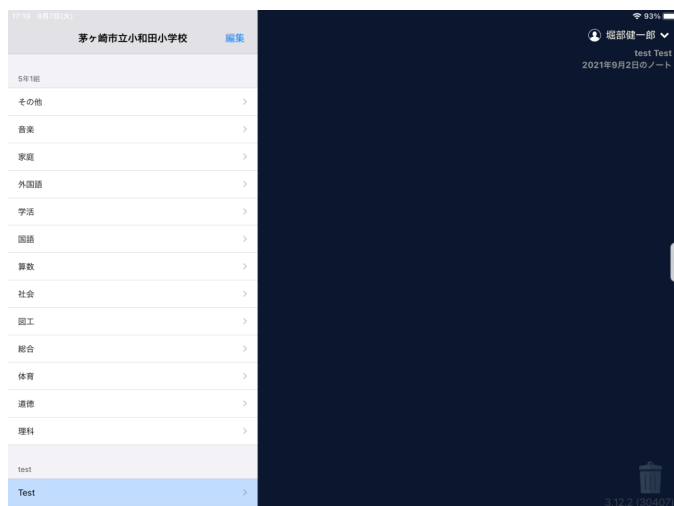 17:19 9月7日(火)
93%
茅ヶ崎市立小和田小学校 編集
堀部健一郎
test Test
2021年9月2日のノート
5年1組
その他
音楽
家庭
外国語
学活
国語
算数
社会
図工
総合
体育
道徳
理科
test
Test
3.12.2 (30407)